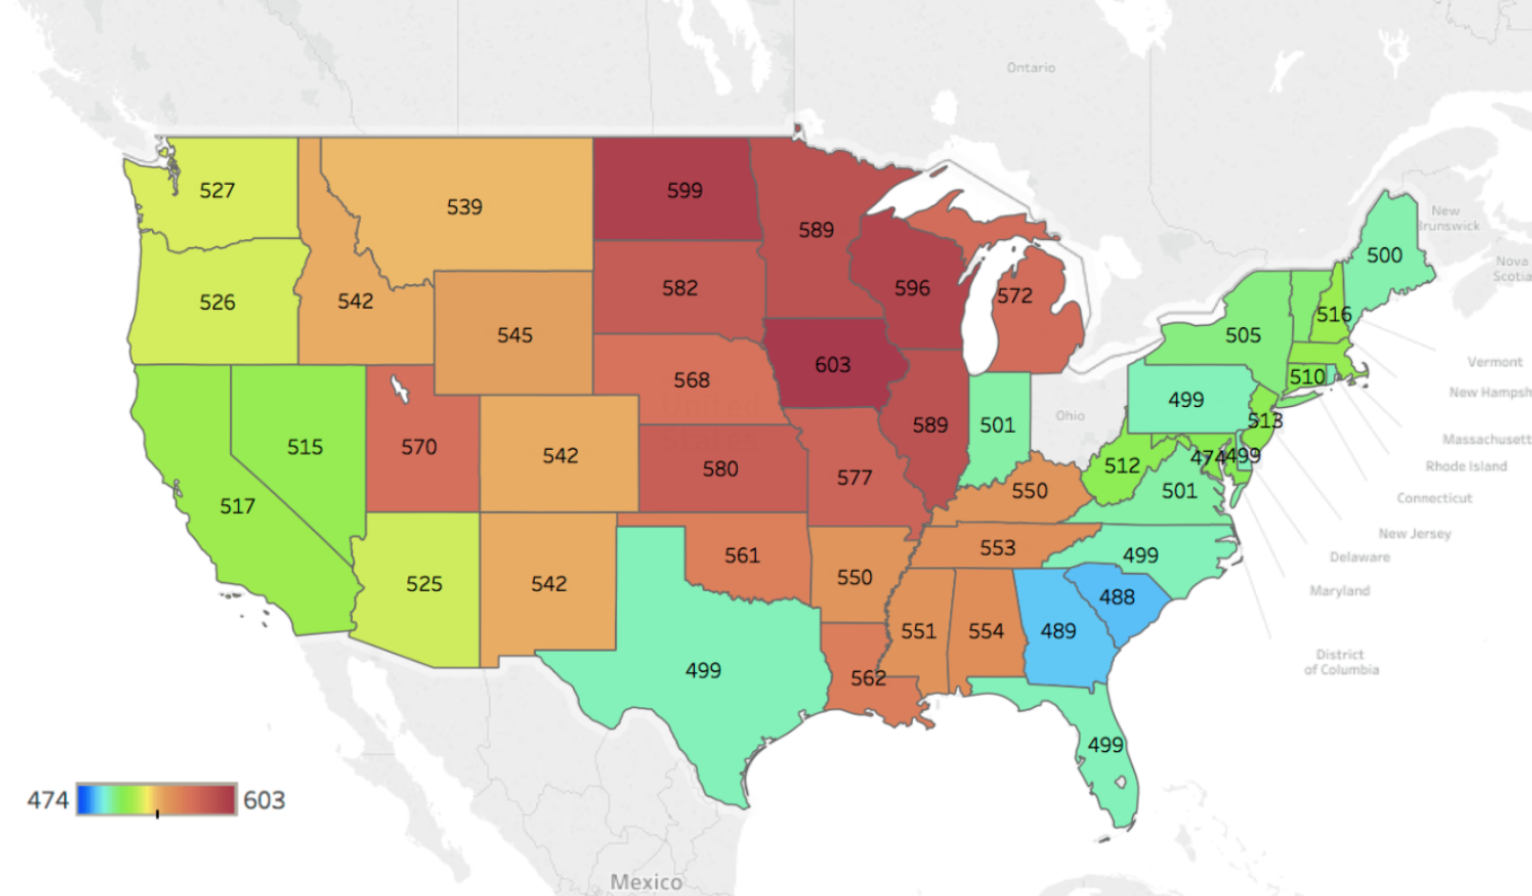 Ontario
New
Brunswick
Nova
Scotia
527
539
599
589
500
526
542
545
582
596
572
516
505
Vermont
603
568
510
New Hampsh
499
Ohio
513
Massachusett
515
570
542
580
577
589
501
512
474
499
Rhode Island
517
550
501
Connecticut
New Jersey
525
542
561
550
553
499
Delaware
488
Maryland
551
554
489
499
562
District
of Columbia
499
474
603
United
States
Mexico